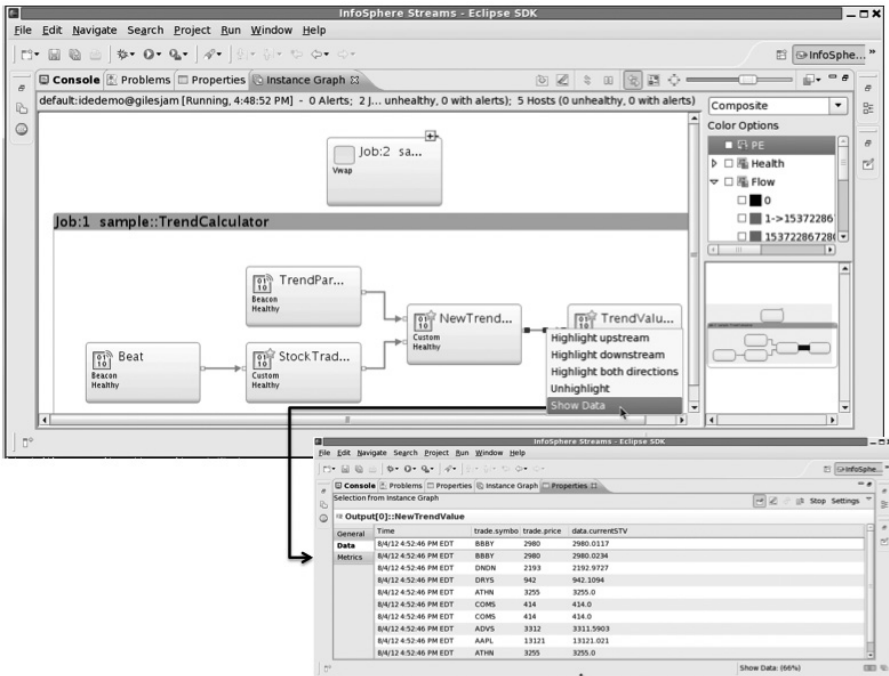 InfoSphere Streams - Eclipse SDK
File Edit Navigate Search Project Run Window Help
InfoSphe...
Console Problems Properties Instance Graph
default:idedemo@gilesjam [Running, 4:48:52 PM] - 0 Alerts; 2 J... unhealthy, 0 with alerts); 5 Hosts (0 unhealthy, 0 with alerts)
Composite
Color Options
PE
Health
Flow
0
1->15372286
15372286728
Job:2 sa...
Vwap
Job:1 sample::TrendCalculator
TrendPar...
Beacon
Healthy
NewTrend...
Custom
Healthy
TrendValu...
Beat
Beacon
Healthy
StockTrad...
Custom
Healthy
Highlight upstream
Highlight downstream
Highlight both directions
Unhighlight
Show Data
InfoSphere Streams - Eclipse SDK
File Edit Navigate Search Project Run Window Help
InfoSphe...
Console Problems Properties Instance Graph Properties
Selection from Instance Graph
Stop Settings
Output[0]::NewTrendValue
General
Data
Metrics
Time trade.symbo trade.price data.currentSTV
8/4/12 4:52:46 PM EDT BBBY 2980 2980.0117
8/4/12 4:52:46 PM EDT BBBY 2980 2980.0234
8/4/12 4:52:46 PM EDT DNDN 2193 2192.9727
8/4/12 4:52:46 PM EDT DRYS 942 942.1094
8/4/12 4:52:46 PM EDT ATHN 3255 3255.0
8/4/12 4:52:46 PM EDT COMS 414 414.0
8/4/12 4:52:46 PM EDT COMS 414 414.0
8/4/12 4:52:46 PM EDT ADVS 3312 3311.5903
8/4/12 4:52:46 PM EDT AAPL 13121 13121.021
8/4/12 4:52:46 PM EDT ATHN 3255 3255.0
Show Data: (66%)